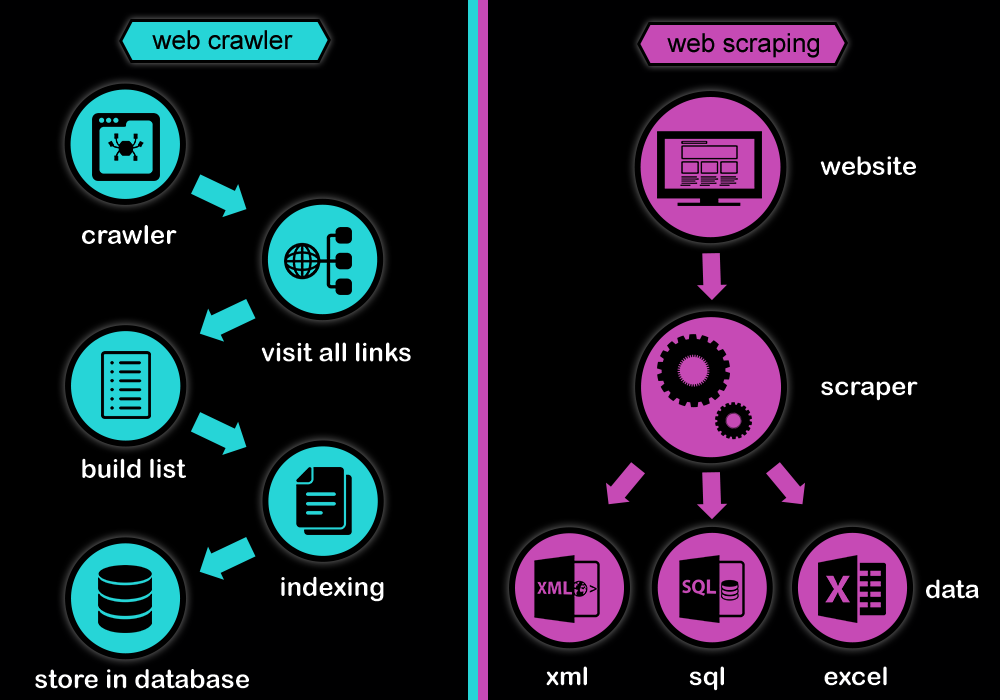 web crawler
crawler
visit all links
build list
indexing
store in database
web scraping
website
scraper
XML
SQL
X
data
xml
sql
excel